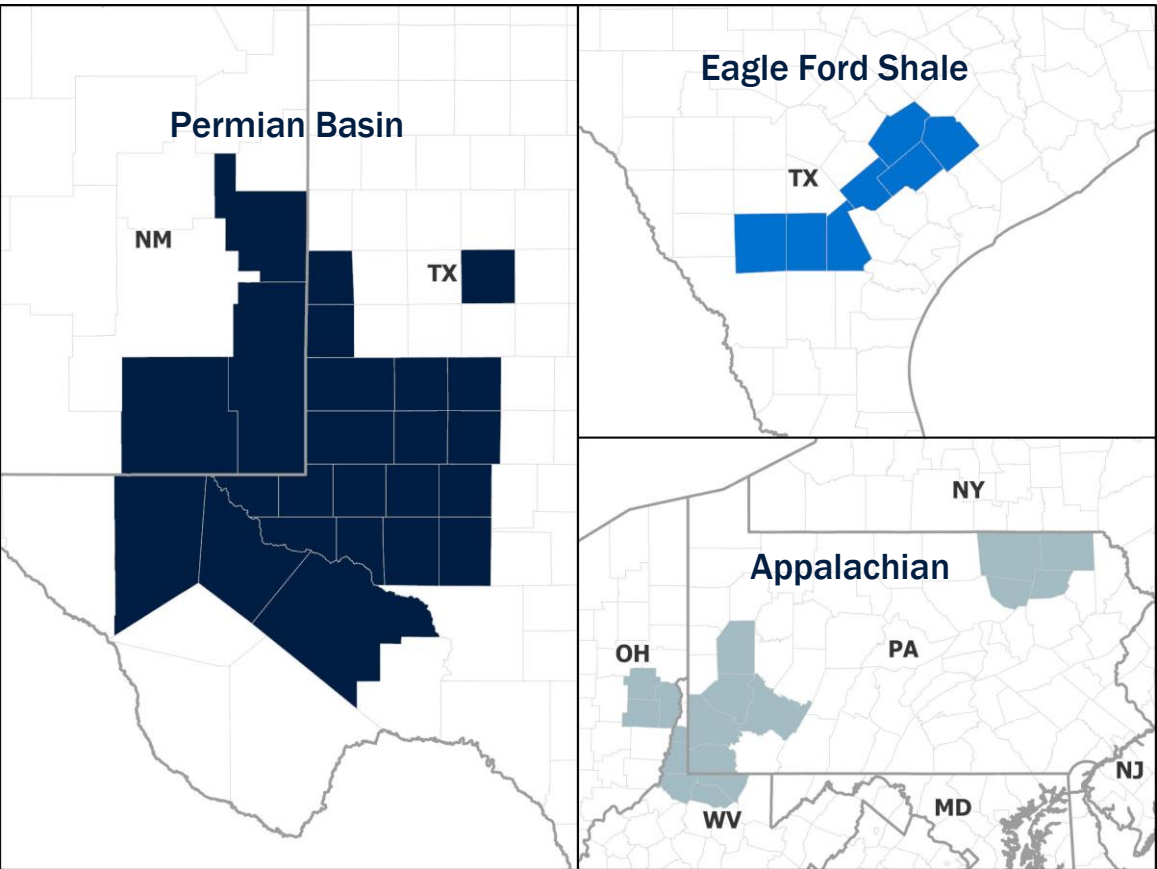 Permian Basin
NM
TX
Eagle Ford Shale
TX
NY
Appalachian
OH
PA
NJ
MD
WV